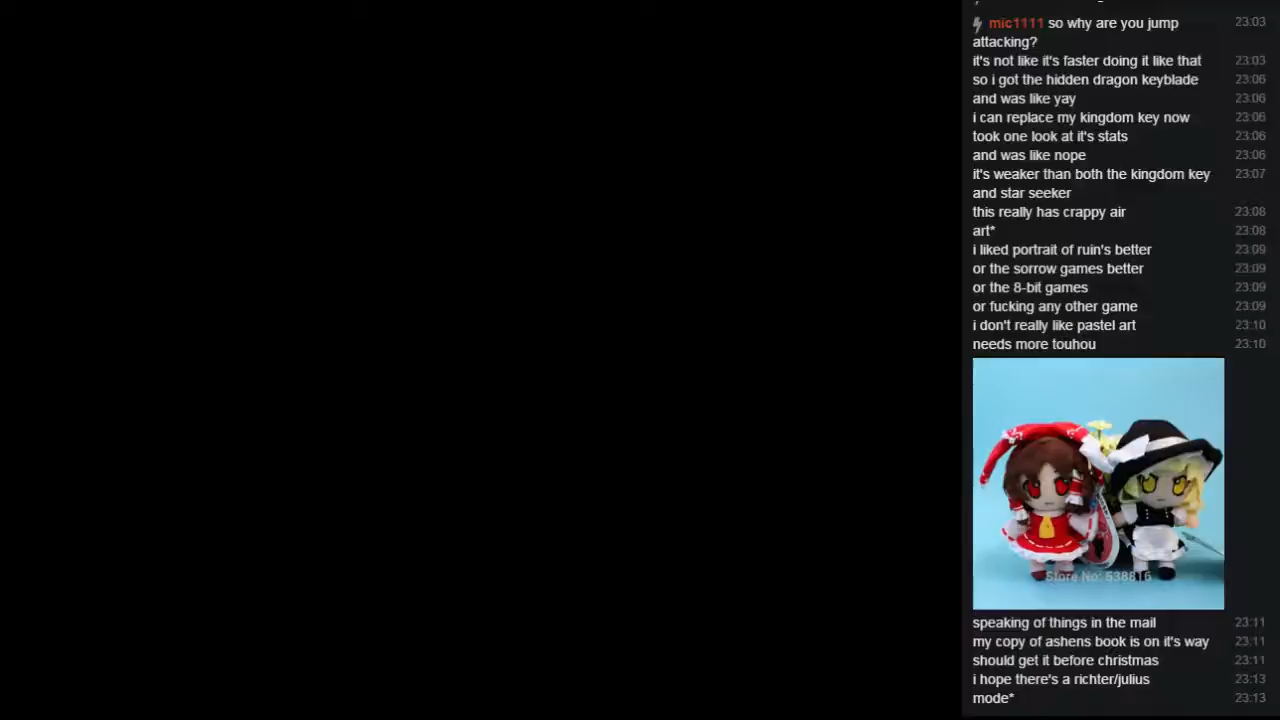 mic1111 so why are you jump 23:03
attacking?
it's not like it's faster doing it like that 23:03
so i got the hidden dragon keyblade 23:06
and was like yay 23:06
i can replace my kingdom key now 23:06
took one look at it's stats 23:06
and was like nope 23:06
it's weaker than both the kingdom key 23:07
and star seeker
this really has crappy air 23:08
art* 23:08
i liked portrait of ruin's better 23:09
or the sorrow games better 23:09
or the 8-bit games 23:09
or fucking any other game 23:09
i don't really like pastel art 23:10
needs more touhou 23:10
Store No: 538816
speaking of things in the mail 23:11
my copy of ashens book is on it's way 23:11
should get it before christmas 23:11
i hope there's a richter/julius 23:13
mode* 23:13